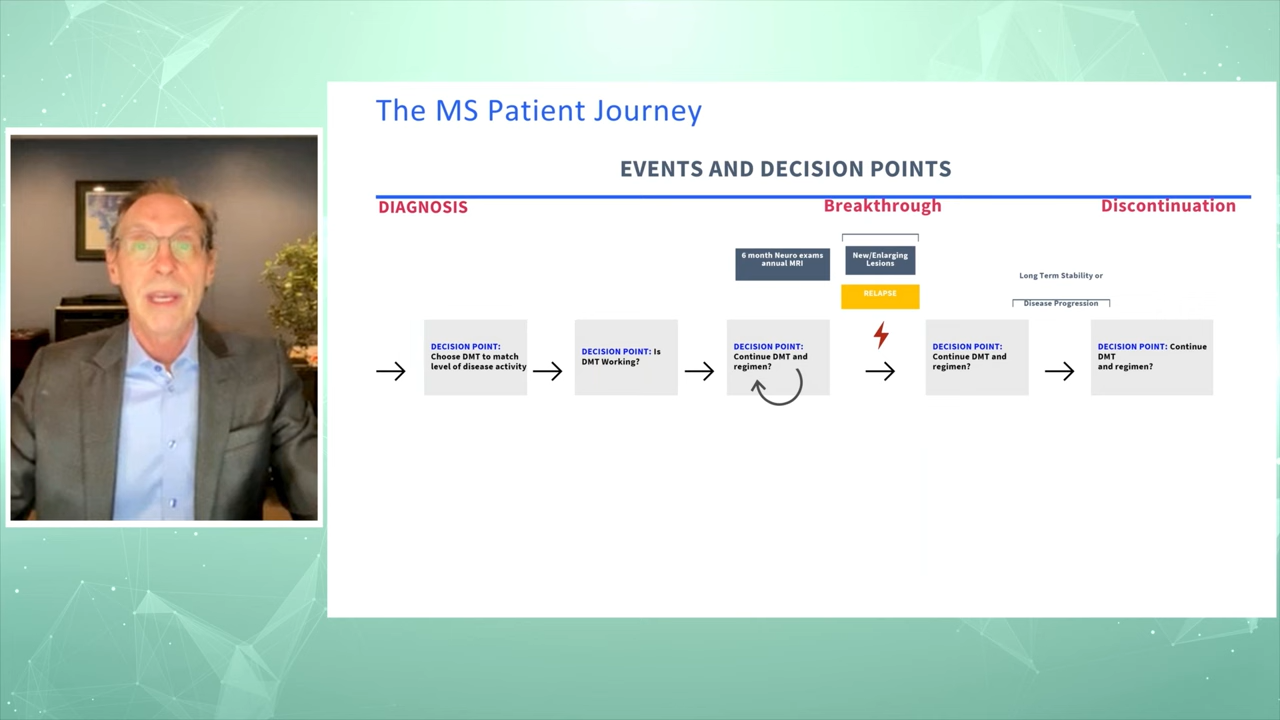 The MS Patient Journey
EVENTS AND DECISION POINTS
DIAGNOSIS
Breakthrough
Discontinuation
6 month Neuro exams
annual MRI
New/Enlarging
Lesions
RELAPSE
Long Term Stability or
Disease Progression
DECISION POINT:
Choose DMT to match
level of disease activity
DECISION POINT: Is
DMT Working?
DECISION POINT:
Continue DMT and
regimen?
DECISION POINT:
Continue DMT and
regimen?
DECISION POINT: Continue
DMT
and regimen?